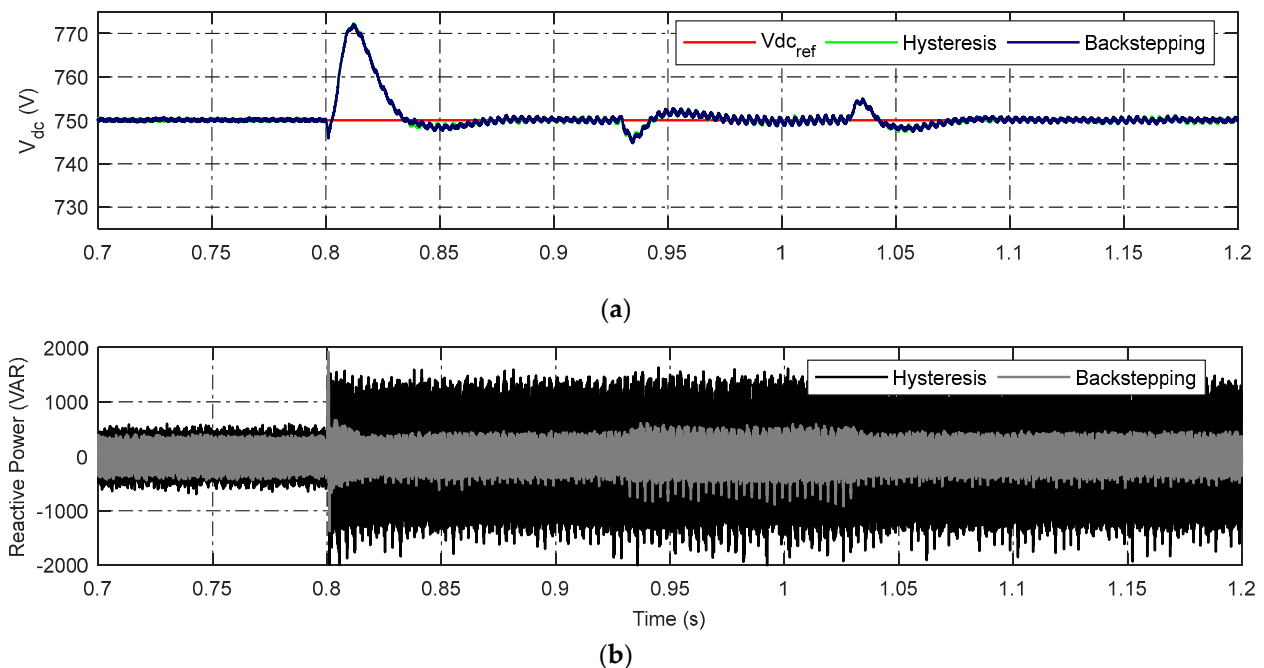 770
760
750
740
730
V_dc (V)
Vdc_ref Hysteresis Backstepping
0.7 0.75 0.8 0.85 0.9 0.95 1 1.05 1.1 1.15 1.2
(a)
2000
1000
0
-1000
-2000
Reactive Power (VAR)
Hysteresis Backstepping
0.7 0.75 0.8 0.85 0.9 0.95 1 1.05 1.1 1.15 1.2
Time (s)
(b)